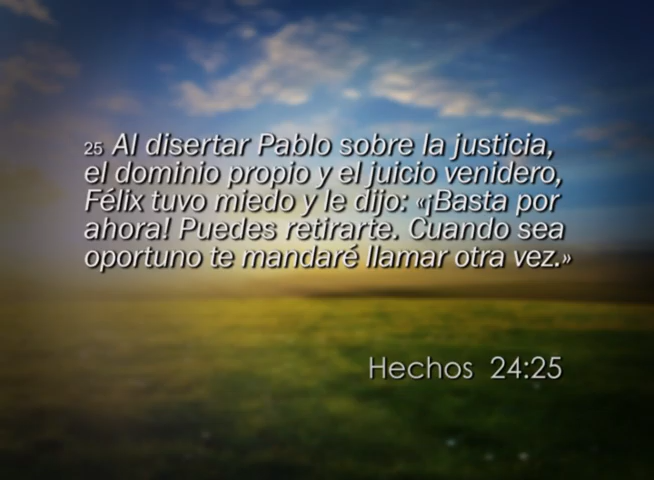 25 Al disertar Pablo sobre la justicia,
el dominio propio y el juicio venidero,
Félix tuvo miedo y le dijo: «¡Basta por
ahora! Puedes retirarte. Cuando sea
oportuno te mandaré llamar otra vez.»
Hechos 24:25